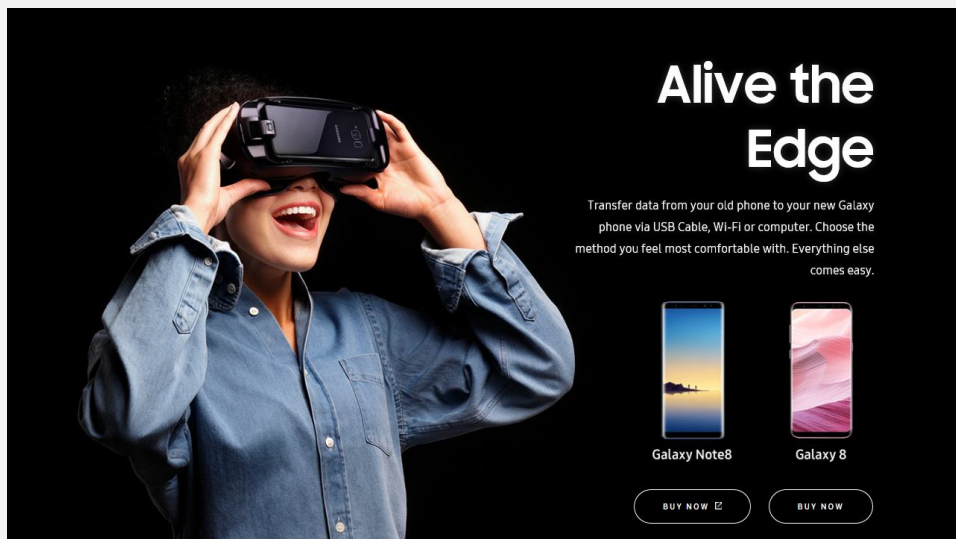 Alive the
Edge
Transfer data from your old phone to your new Galaxy
phone via USB Cable, Wi-Fi or computer. Choose the
method you feel most comfortable with. Everything else
comes easy.
SAMSUNG
Galaxy Note8
Galaxy 8
BUY NOW
BUY NOW